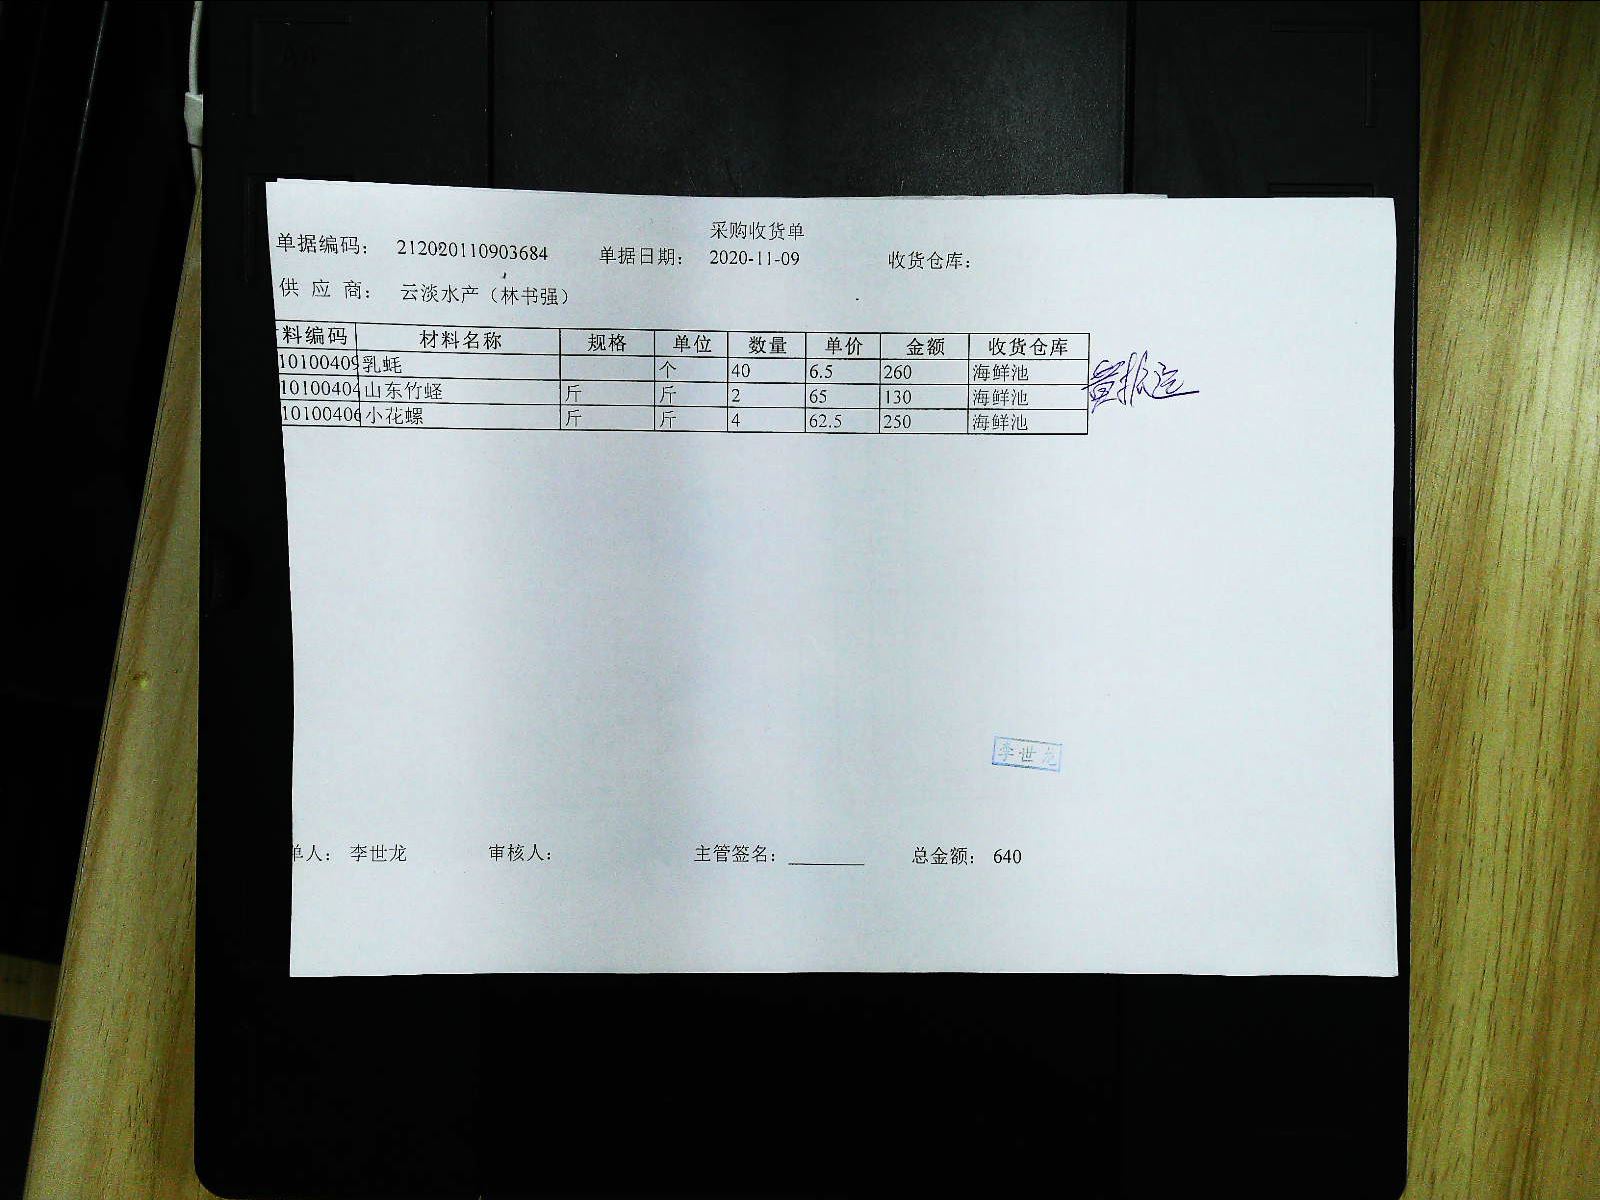 采购收货单
单据编码： 212020110903684 单据日期： 2020-11-09 收货仓库：
供 应 商： 云淡水产（林书强）
料编码 材料名称 规格 单位 数量 单价 金额 收货仓库
10100409 乳蚝 个 40 6.5 260 海鲜池
10100404 山东竹蛏 斤 斤 2 65 130 海鲜池
10100406 小花螺 斤 斤 4 62.5 250 海鲜池
李世龙
单人： 李世龙 审核人： 主管签名： 总金额： 640